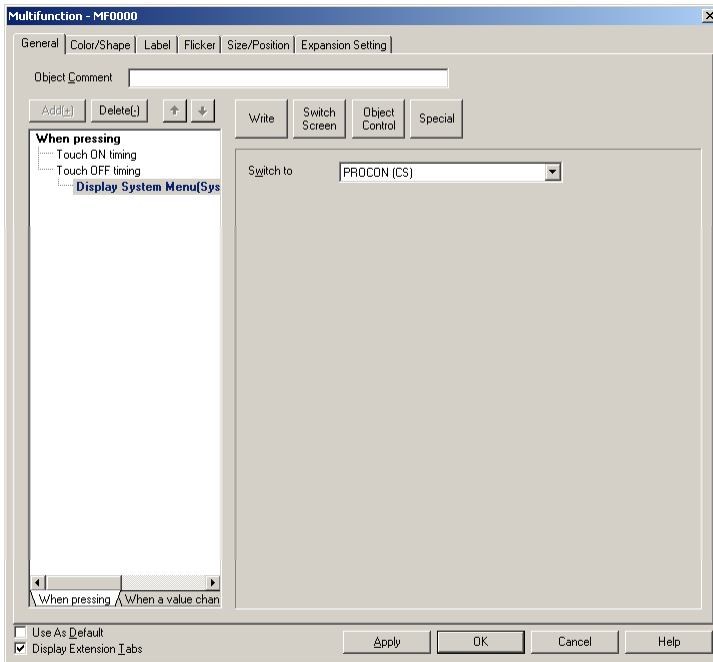 Multifunction - MF0000
General Color/Shape Label Flicker Size/Position Expansion Setting
Object Comment
Add(+) Delete(-)
Write Switch Screen Object Control Special
When pressing
Touch ON timing
Touch OFF timing
Display System Menu(Sys
Switch to PROCON (CS)
When pressing When a value chan
Use As Default
Display Extension Tabs
Apply OK Cancel Help